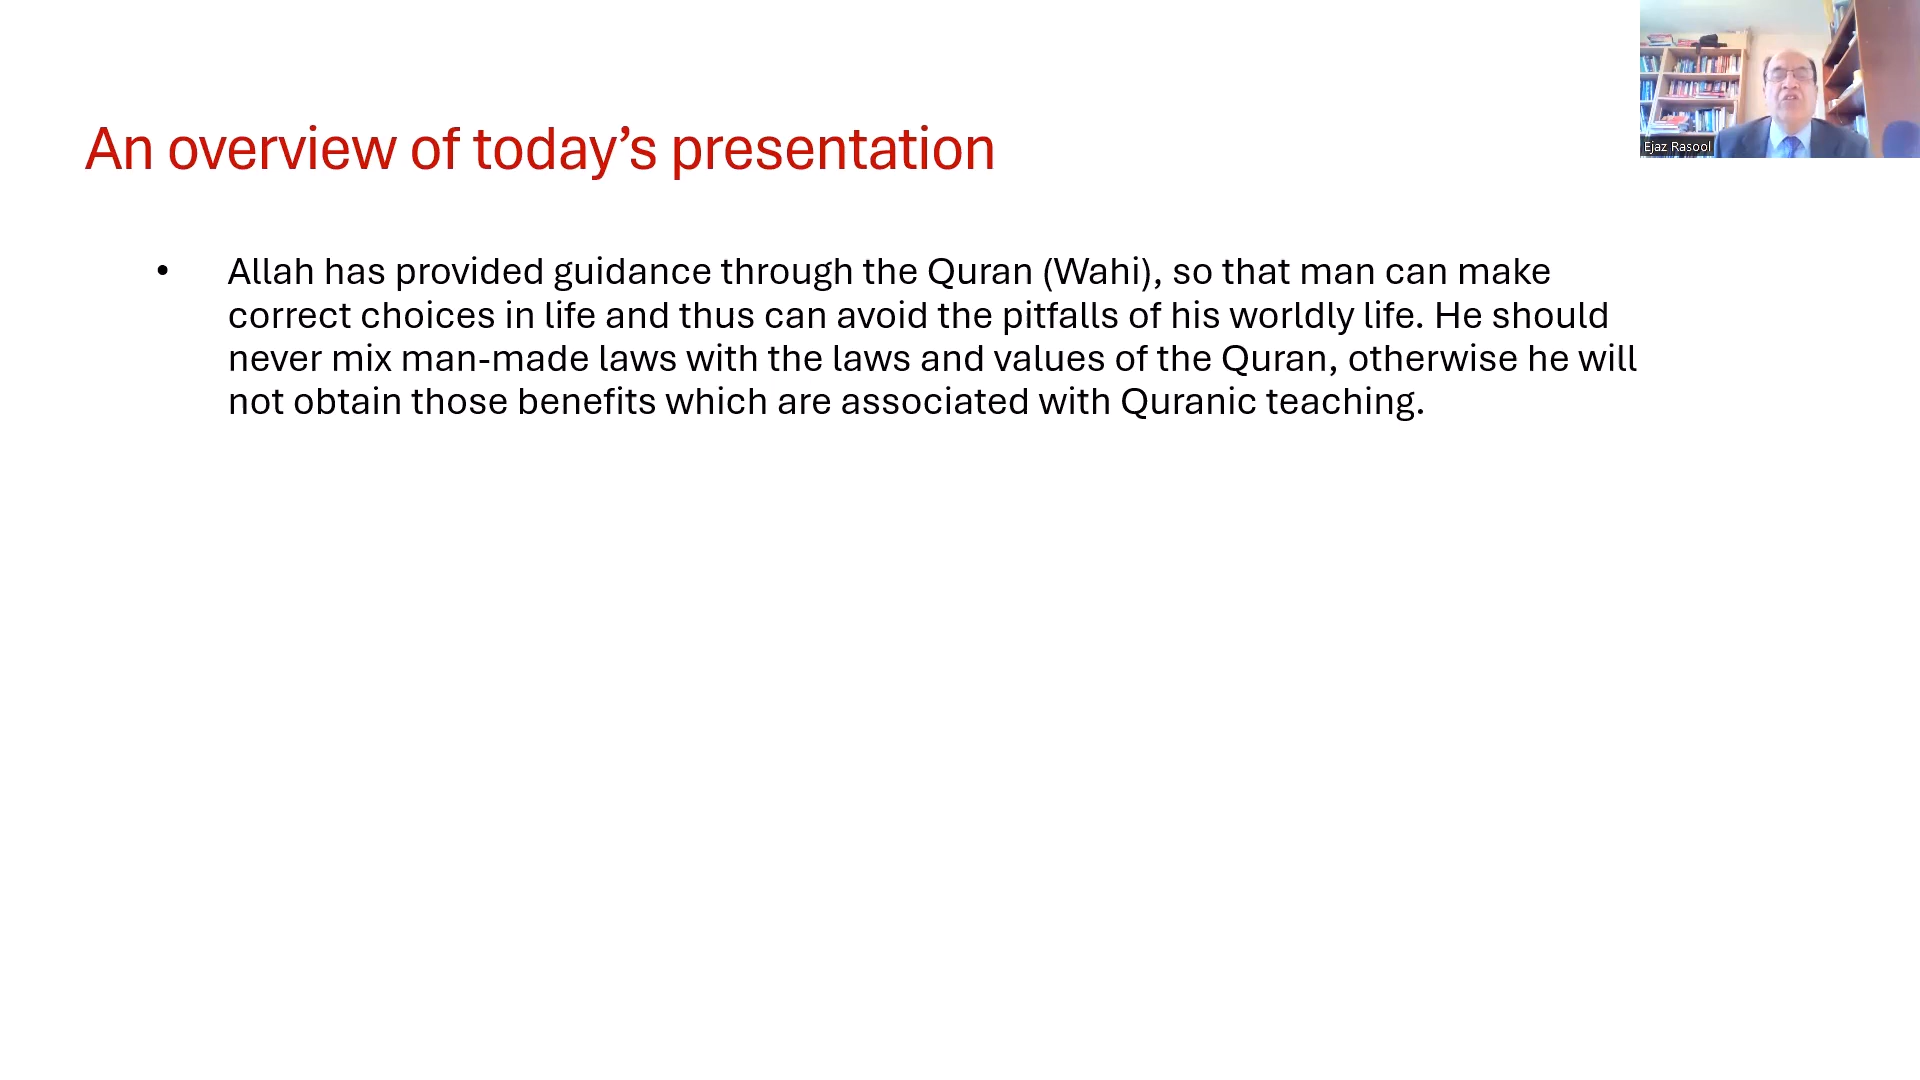 An overview of today’s presentation
• Allah has provided guidance through the Quran (Wahi), so that man can make
correct choices in life and thus can avoid the pitfalls of his worldly life. He should
never mix man-made laws with the laws and values of the Quran, otherwise he will
not obtain those benefits which are associated with Quranic teaching.
Ejaz Rasool